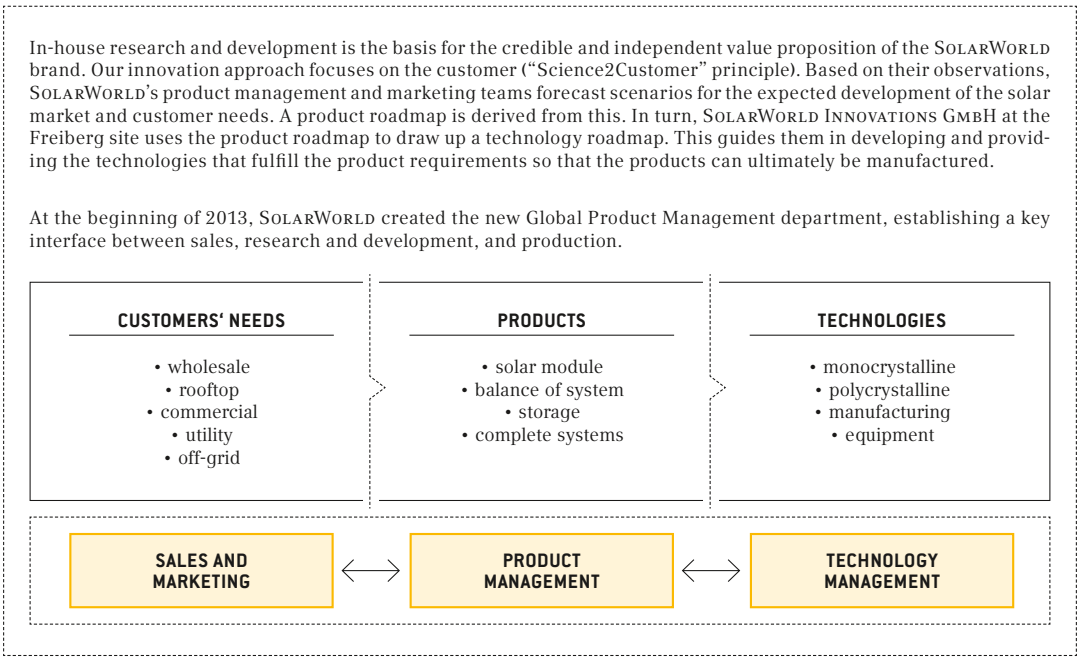 In-house research and development is the basis for the credible and independent value proposition of the SOLARWORLD
brand. Our innovation approach focuses on the customer (“Science2Customer” principle). Based on their observations,
SOLARWORLD’s product management and marketing teams forecast scenarios for the expected development of the solar
market and customer needs. A product roadmap is derived from this. In turn, SOLARWORLD INNOVATIONS GMBH at the
Freiberg site uses the product roadmap to draw up a technology roadmap. This guides them in developing and provid-
ing the technologies that fulfill the product requirements so that the products can ultimately be manufactured.
At the beginning of 2013, SOLARWORLD created the new Global Product Management department, establishing a key
interface between sales, research and development, and production.
CUSTOMERS‘ NEEDS
• wholesale
• rooftop
• commercial
• utility
• off-grid
PRODUCTS
• solar module
• balance of system
• storage
• complete systems
TECHNOLOGIES
• monocrystalline
• polycrystalline
• manufacturing
• equipment
SALES AND
MARKETING
PRODUCT
MANAGEMENT
TECHNOLOGY
MANAGEMENT